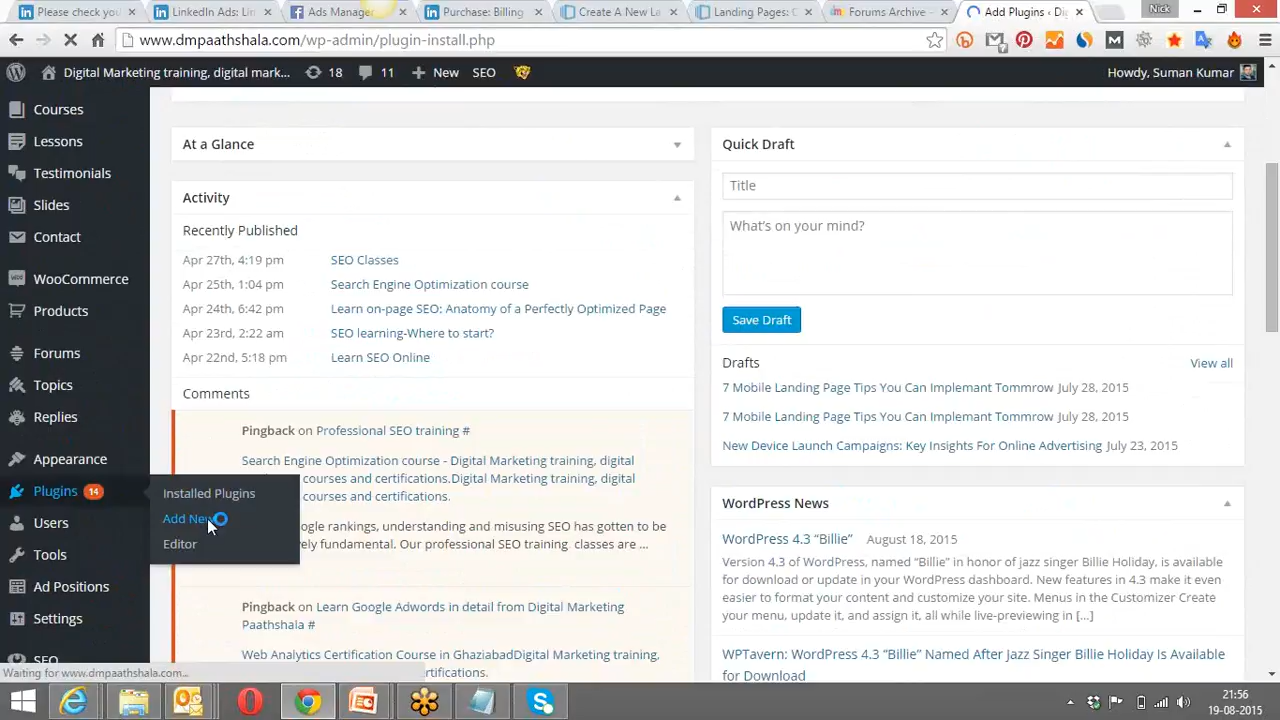 Please check you
LinkedIn Ads: Lin
Ads Manager
Purchase: Billing
Create A New La
Landing Pages: C
Forums Archive –
Add Plugins ‹ Di
Nick
www.dmpaathshala.com/wp-admin/plugin-install.php
Digital Marketing training, digital mark...
18
11
New
SEO
Howdy, Suman Kumar
Courses
Lessons
Testimonials
Slides
Contact
WooCommerce
Products
Forums
Topics
Replies
Appearance
Plugins 14
Users
Tools
Ad Positions
Settings
SEO
Installed Plugins
Add New
Editor
At a Glance
Activity
Recently Published
Apr 27th, 4:19 pm SEO Classes
Apr 25th, 1:04 pm Search Engine Optimization course
Apr 24th, 6:42 pm Learn on-page SEO: Anatomy of a Perfectly Optimized Page
Apr 23rd, 2:22 am SEO learning-Where to start?
Apr 22nd, 5:18 pm Learn SEO Online
Comments
Pingback on Professional SEO training #
Search Engine Optimization course - Digital Marketing training, digital
courses and certifications.Digital Marketing training, digital
courses and certifications.
ogle rankings, understanding and misusing SEO has gotten to be
vely fundamental. Our professional SEO training classes are ...
Pingback on Learn Google Adwords in detail from Digital Marketing
Paathshala #
Web Analytics Certification Course in GhaziabadDigital Marketing training,
rtifications.
Quick Draft
Title
What's on your mind?
Save Draft
Drafts
View all
7 Mobile Landing Page Tips You Can Implemant Tommrow July 28, 2015
7 Mobile Landing Page Tips You Can Implemant Tommrow July 28, 2015
New Device Launch Campaigns: Key Insights For Online Advertising July 23, 2015
WordPress News
WordPress 4.3 “Billie” August 18, 2015
Version 4.3 of WordPress, named “Billie” in honor of jazz singer Billie Holiday, is available
for download or update in your WordPress dashboard. New features in 4.3 make it even
easier to format your content and customize your site. Menus in the Customizer Create
your menu, update it, and assign it, all while live-previewing in […]
WPTavern: WordPress 4.3 “Billie” Named After Jazz Singer Billie Holiday Is Available
for Download
Waiting for www.dmpaathshala.com...
21:56
19-08-2015